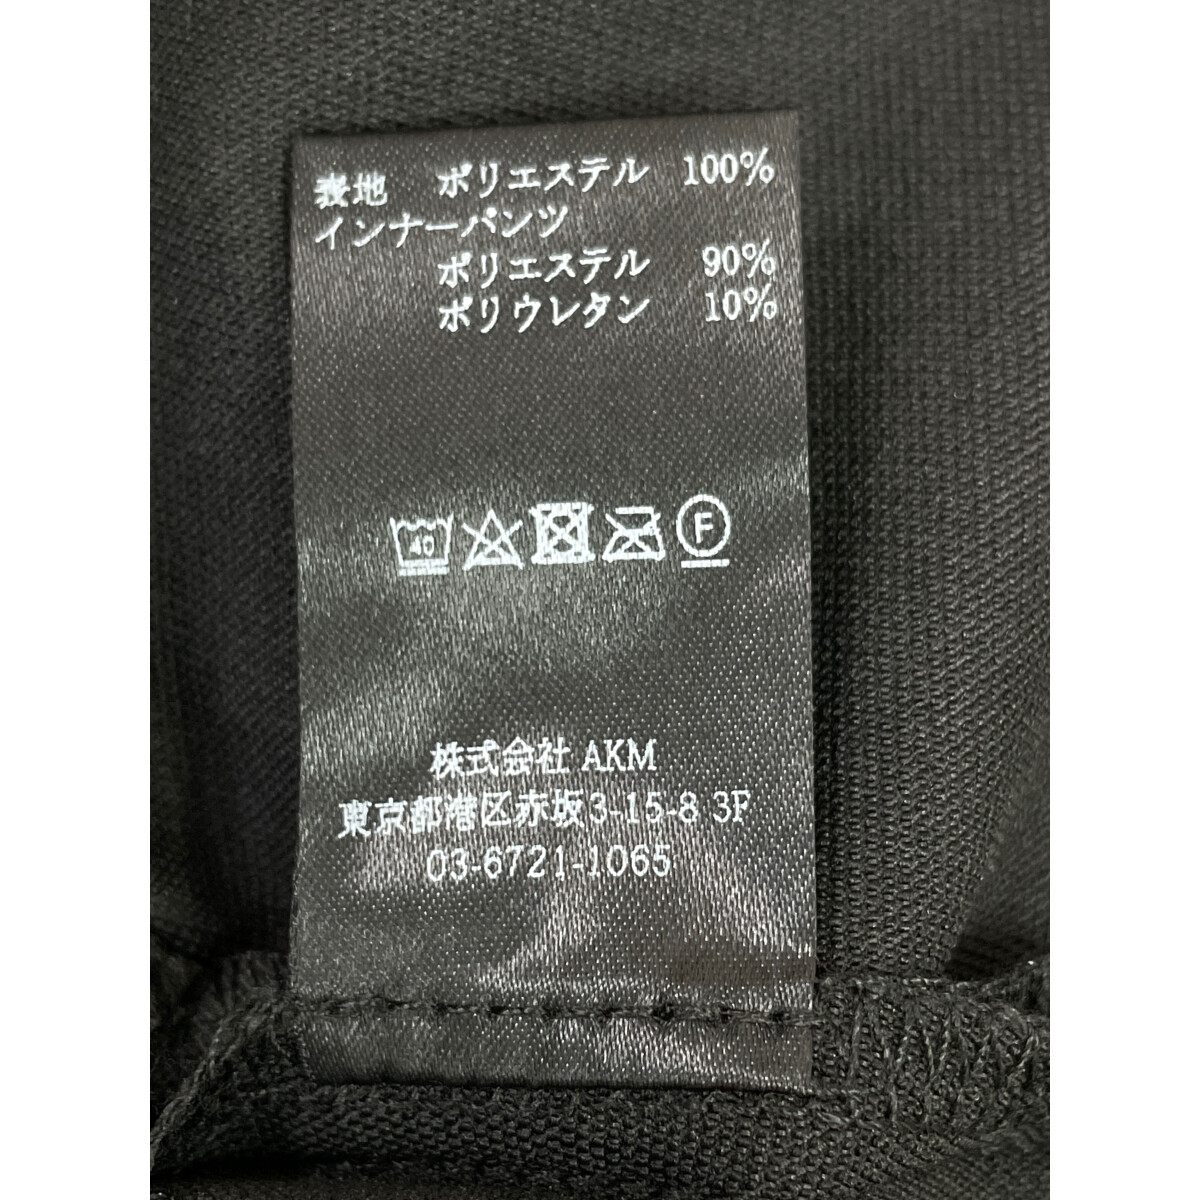 表地 ポリエステル 100%
インナーパンツ
ポリエステル 90%
ポリウレタン 10%
40 F
株式会社 AKM
東京都港区赤坂3-15-8 3F
03-6721-1065